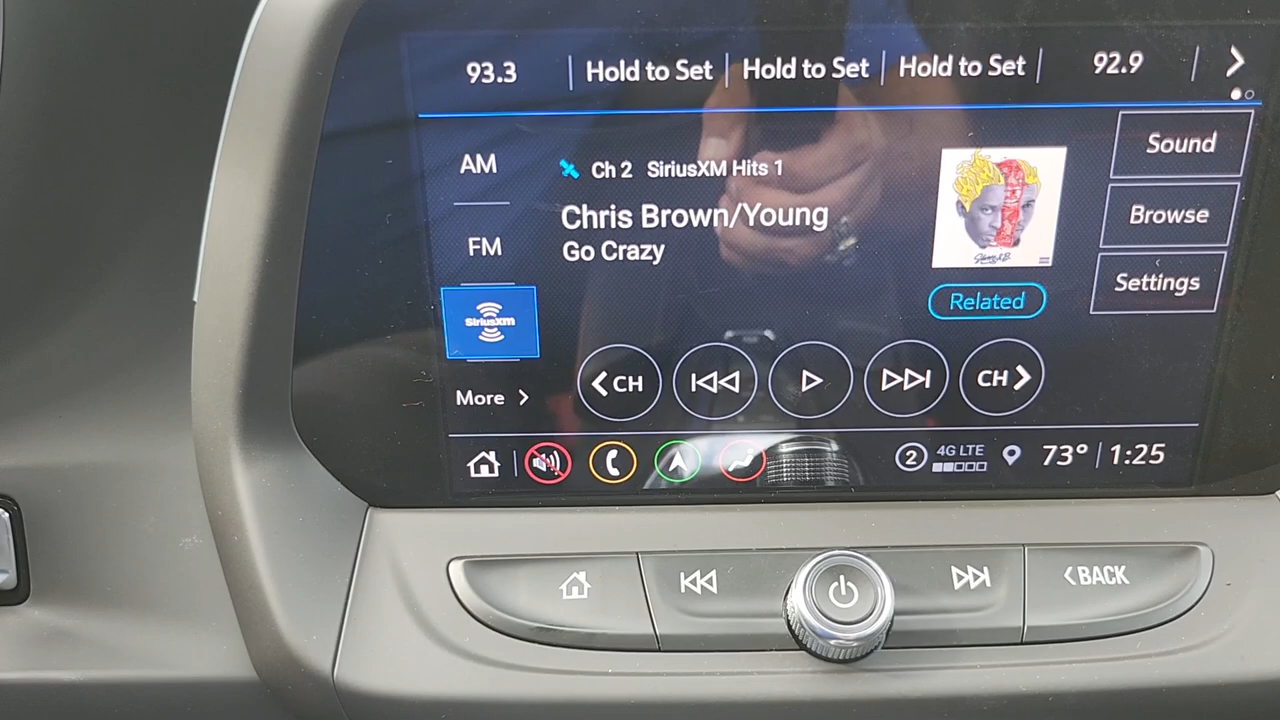 93.3 Hold to Set Hold to Set Hold to Set 92.9
AM
Ch 2 SiriusXM Hits 1
Sound
Chris Brown/Young
Browse
FM
Go Crazy
Settings
SiriusXM
Related
More
CH
CH
2 4G LTE 73° 1:25
BACK